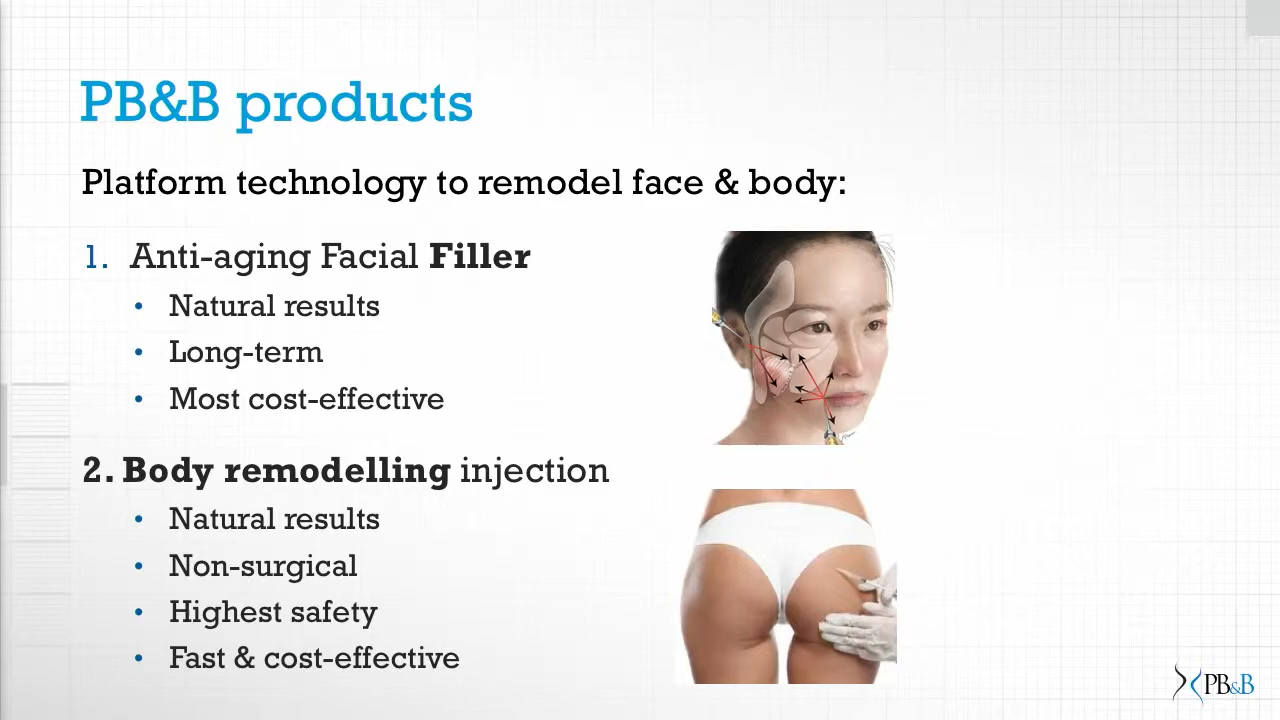 PB&B products
Platform technology to remodel face & body:
1. Anti-aging Facial Filler
• Natural results
• Long-term
• Most cost-effective
2. Body remodelling injection
• Natural results
• Non-surgical
• Highest safety
• Fast & cost-effective
PB&B